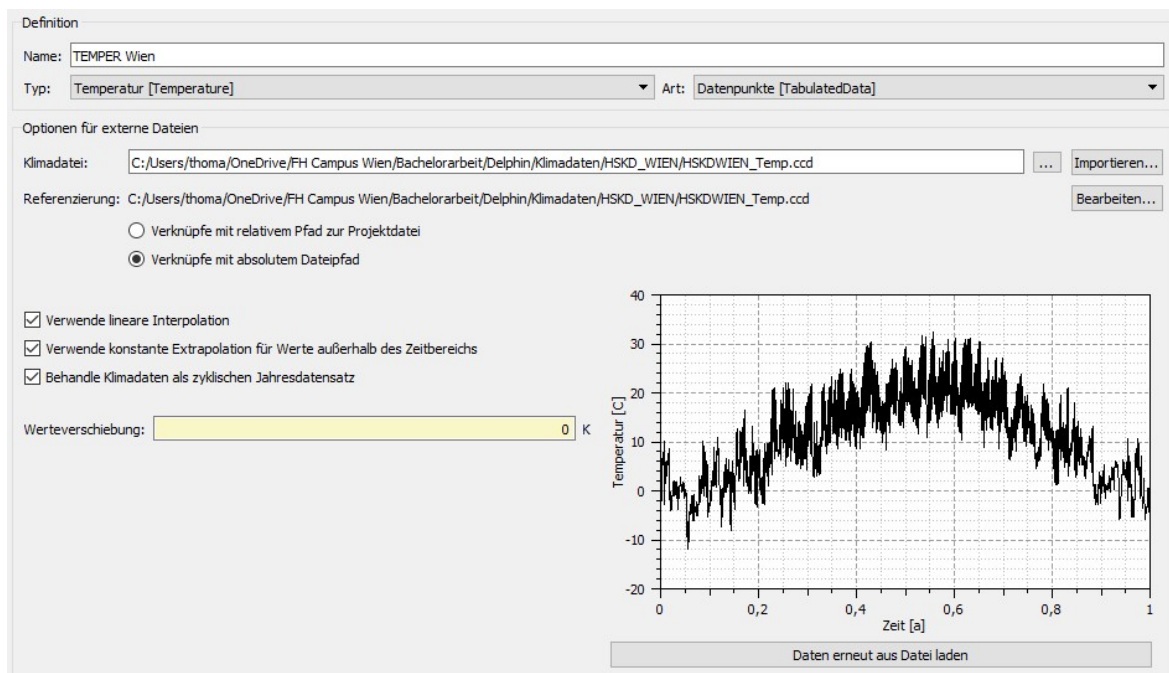 Definition
Name: TEMPER Wien
Typ: Temperatur [Temperature] Art: Datenpunkte [TabulatedData]
Optionen für externe Dateien
Klimadatei: C:/Users/thoma/OneDrive/FH Campus Wien/Bachelorarbeit/Delphin/Klimadaten/HSKD_WIEN/HSKDWIEN_Temp.ccd ... Importieren...
Referenzierung: C:/Users/thoma/OneDrive/FH Campus Wien/Bachelorarbeit/Delphin/Klimadaten/HSKD_WIEN/HSKDWIEN_Temp.ccd Bearbeiten...
Verknüpfe mit relativem Pfad zur Projektdatei
Verknüpfe mit absolutem Dateipfad
Verwende lineare Interpolation
Verwende konstante Extrapolation für Werte außerhalb des Zeitbereichs
Behandle Klimadaten als zyklischen Jahresdatensatz
Werteverschiebung: 0 K
Temperatur [C]
40
30
20
10
0
-10
-20
0 0,2 0,4 0,6 0,8 1
Zeit [a]
Daten erneut aus Datei laden